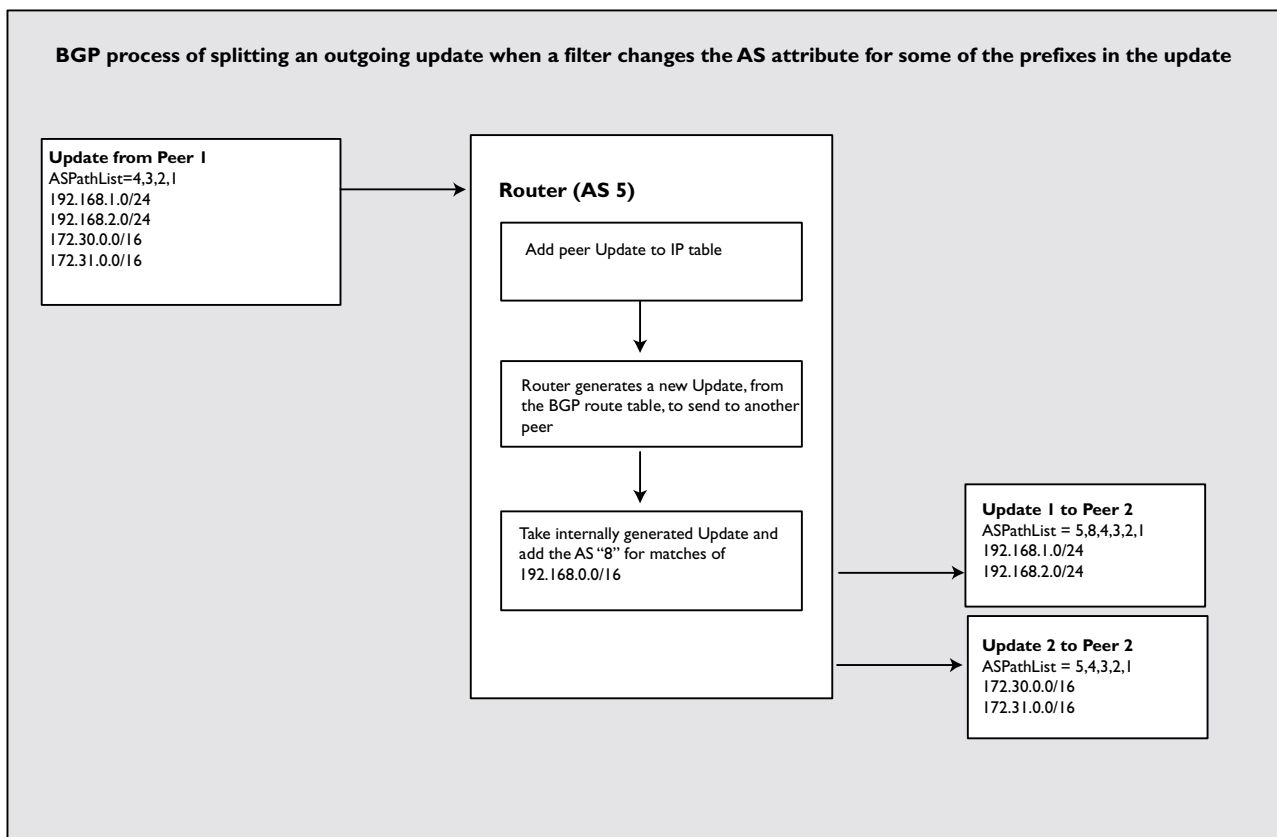 BGP process of splitting an outgoing update when a filter changes the AS attribute for some of the prefixes in the update
Update from Peer 1
ASPathList=4,3,2,1
192.168.1.0/24
192.168.2.0/24
172.30.0.0/16
172.31.0.0/16
Router (AS 5)
Add peer Update to IP table
Router generates a new Update, from
the BGP route table, to send to another
peer
Take internally generated Update and
add the AS “8” for matches of
192.168.0.0/16
Update 1 to Peer 2
ASPathList = 5,8,4,3,2,1
192.168.1.0/24
192.168.2.0/24
Update 2 to Peer 2
ASPathList = 5,4,3,2,1
172.30.0.0/16
172.31.0.0/16